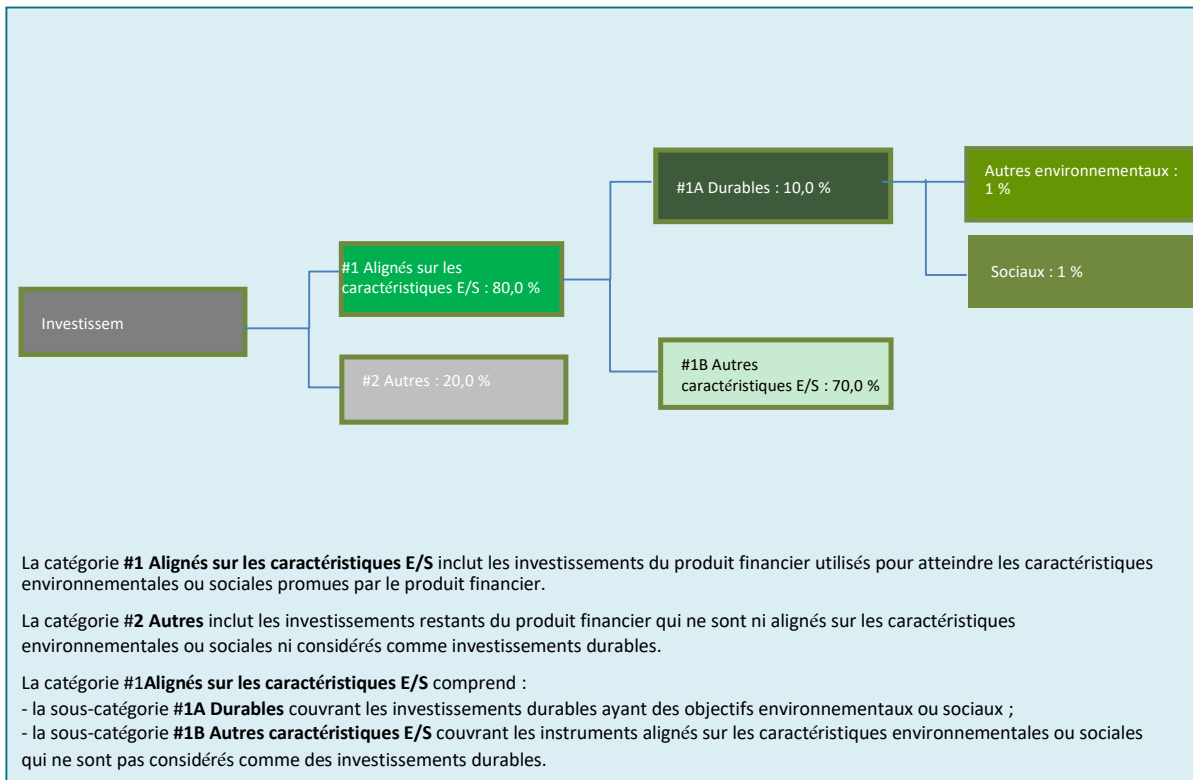 Investissem
#1 Alignés sur les
caractéristiques E/S : 80,0 %
#2 Autres : 20,0 %
#1A Durables : 10,0 %
#1B Autres
caractéristiques E/S : 70,0 %
Autres environnementaux :
1 %
Sociaux : 1 %
La catégorie #1 Alignés sur les caractéristiques E/S inclut les investissements du produit financier utilisés pour atteindre les caractéristiques
environnementales ou sociales promues par le produit financier.
La catégorie #2 Autres inclut les investissements restants du produit financier qui ne sont ni alignés sur les caractéristiques
environnementales ou sociales ni considérés comme investissements durables.
La catégorie #1Alignés sur les caractéristiques E/S comprend :
- la sous-catégorie #1A Durables couvrant les investissements durables ayant des objectifs environnementaux ou sociaux ;
- la sous-catégorie #1B Autres caractéristiques E/S couvrant les instruments alignés sur les caractéristiques environnementales ou sociales
qui ne sont pas considérés comme des investissements durables.